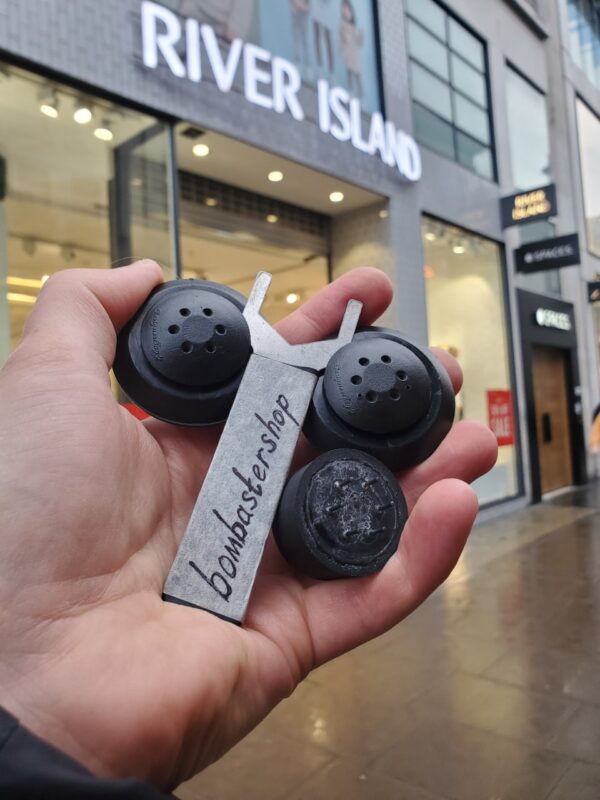 RIVER ISLAND
RIVER
ISLAND
SPACES
SPACES
SALE
bombastershop